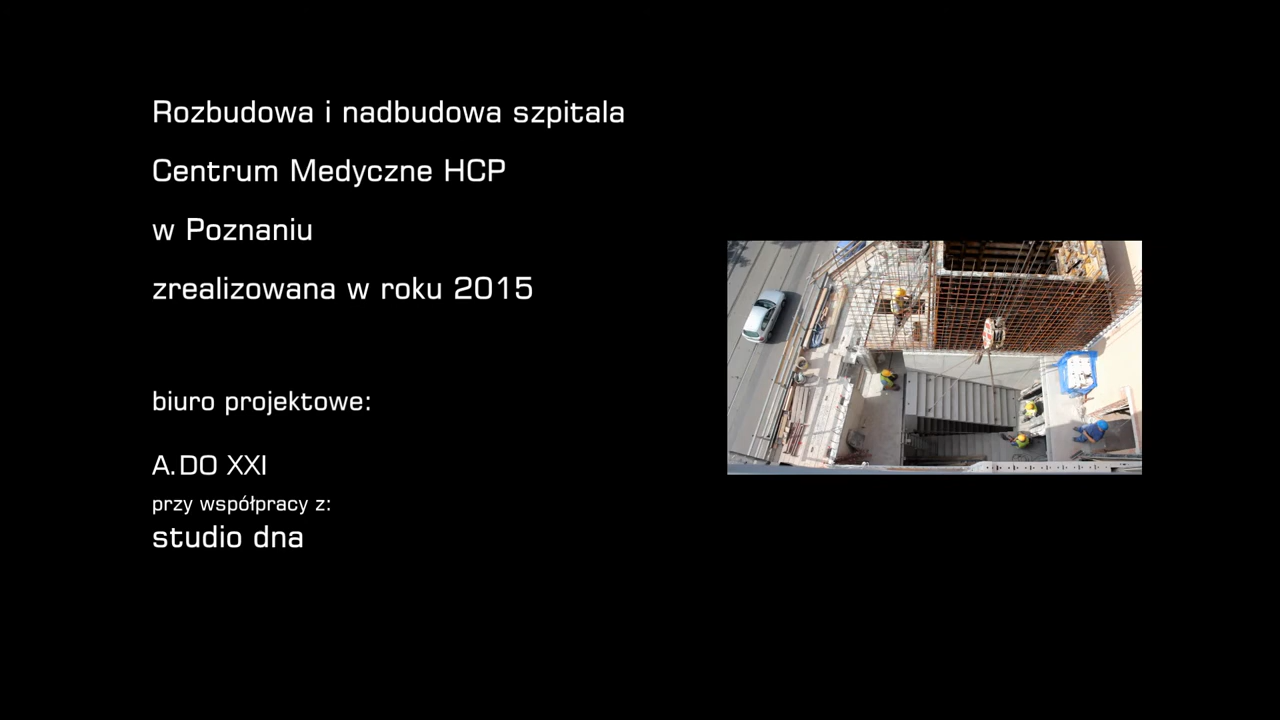 Rozbudowa i nadbudowa szpitala
Centrum Medyczne HCP
w Poznaniu
zrealizowana w roku 2015
biuro projektowe:
A.DO XXI
przy współpracy z:
studio dna